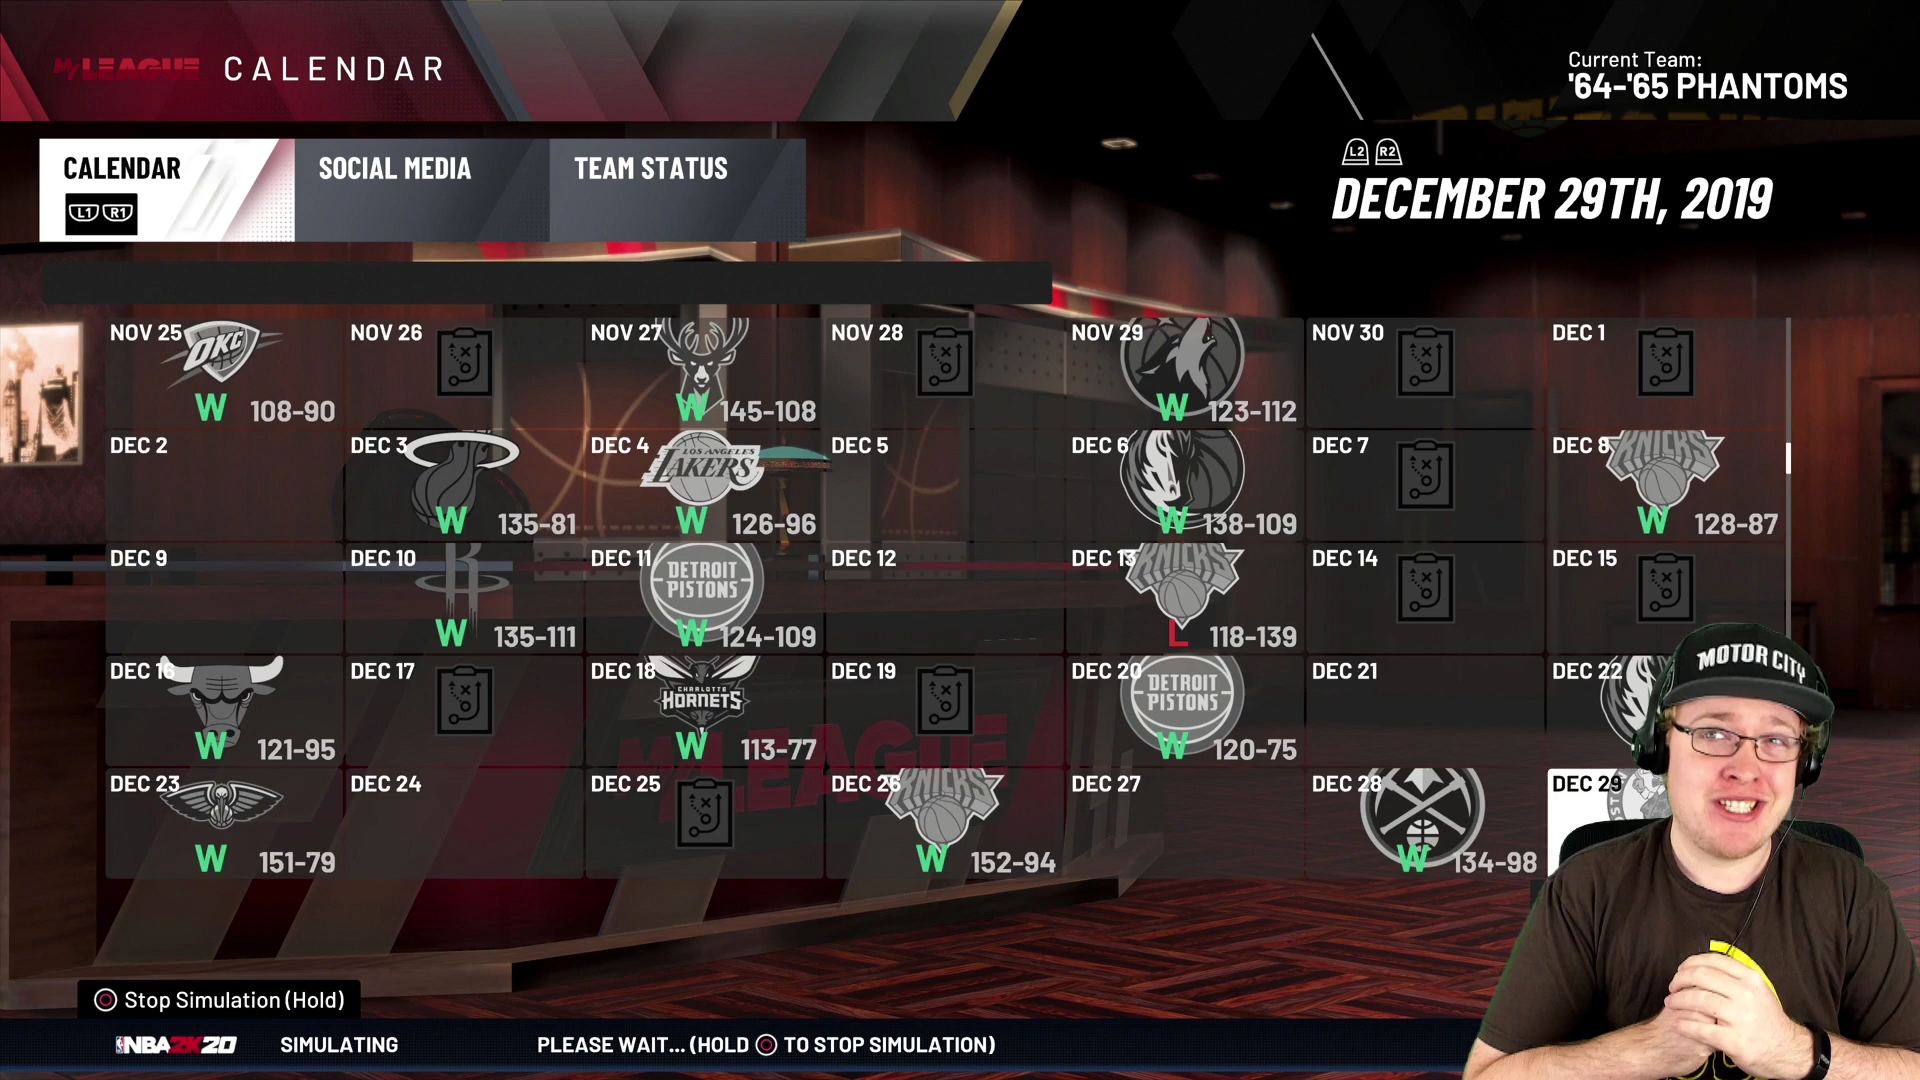 MyLEAGUE CALENDAR
Current Team:
'64-'65 PHANTOMS
CALENDAR
L1 R1
SOCIAL MEDIA
TEAM STATUS
L2 R2
DECEMBER 29TH, 2019
NOV 25 OKC W 108-90
NOV 26
NOV 27 W 145-108
NOV 28
NOV 29 W 123-112
NOV 30
DEC 1
DEC 2
DEC 3 W 135-81
DEC 4 LOS ANGELES LAKERS W 126-96
DEC 5
DEC 6 W 138-109
DEC 7
DEC 8 KNICKS W 128-87
DEC 9
DEC 10 R W 135-111
DEC 11 DETROIT PISTONS W 124-109
DEC 12
DEC 13 KNICKS L 118-139
DEC 14
DEC 15
DEC 16 W 121-95
DEC 17
DEC 18 CHARLOTTE HORNETS W 113-77
DEC 19
DEC 20 DETROIT PISTONS W 120-75
DEC 21
DEC 22
DEC 23 W 151-79
DEC 24
DEC 25
DEC 26 KNICKS W 152-94
DEC 27
DEC 28 W 134-98
DEC 29
MyLEAGUE
MOTOR CITY
Stop Simulation (Hold)
NBA2K20 SIMULATING PLEASE WAIT... (HOLD TO STOP SIMULATION)